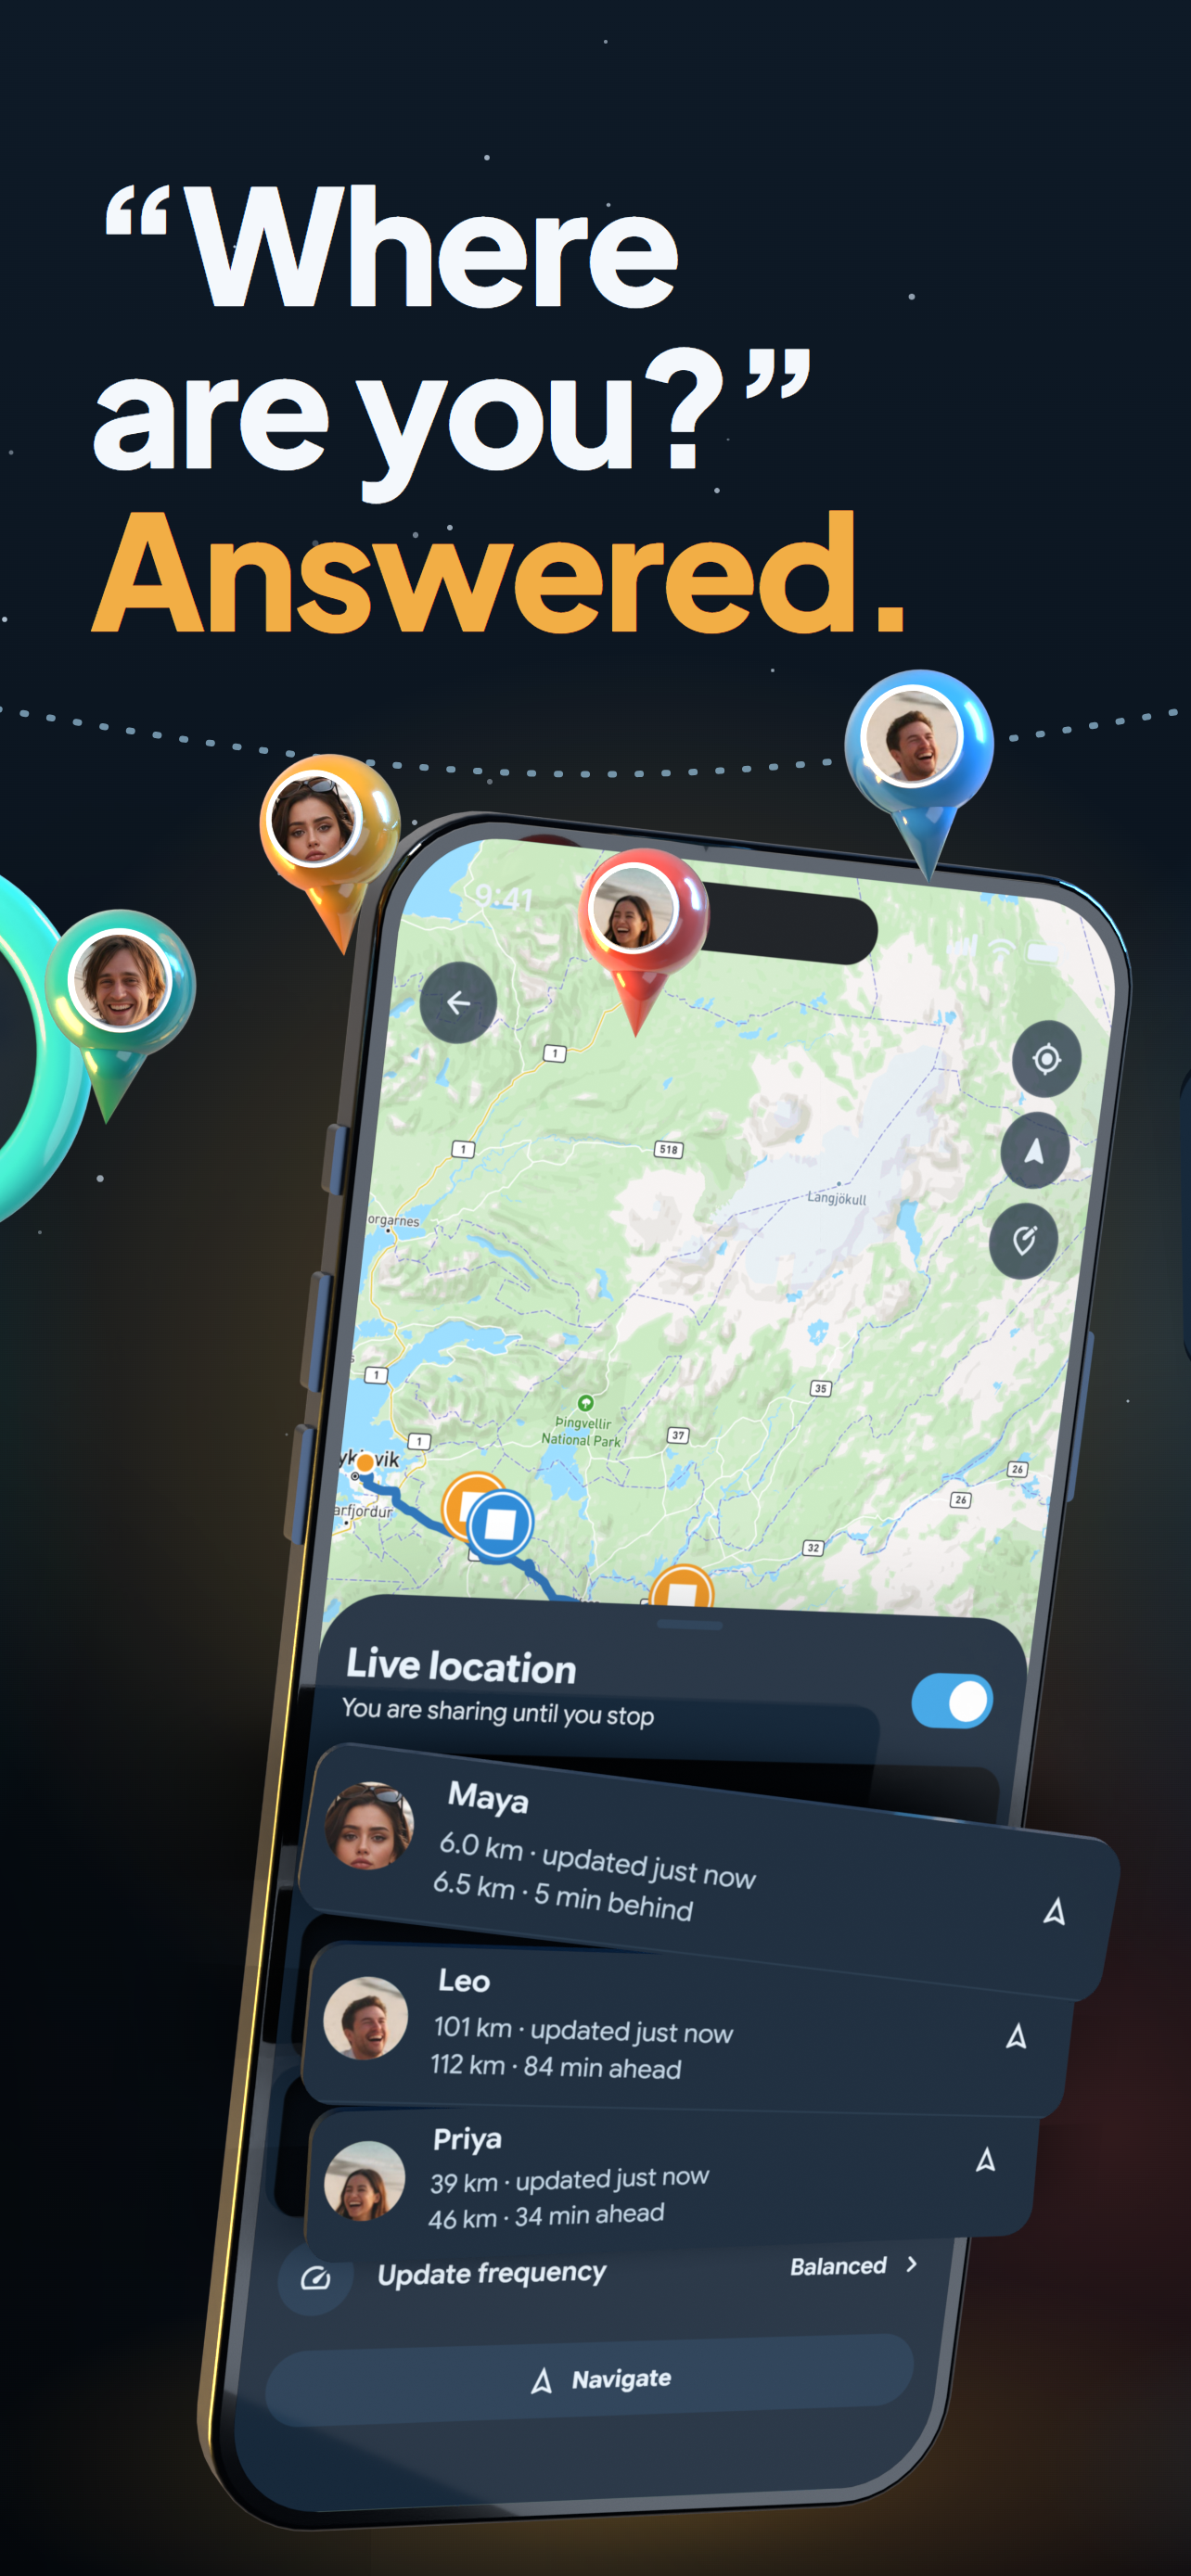 “Where
are you?”
Answered.
9:41
1
1
518
Langjökull
orgarnes
1
35
Þingvellir
National Park
37
1
26
26
arfjordur
32
Live location
You are sharing until you stop
Maya
6.0 km · updated just now
6.5 km · 5 min behind
Leo
101 km · updated just now
112 km · 84 min ahead
Priya
39 km · updated just now
46 km · 34 min ahead
Update frequency
Balanced
Navigate